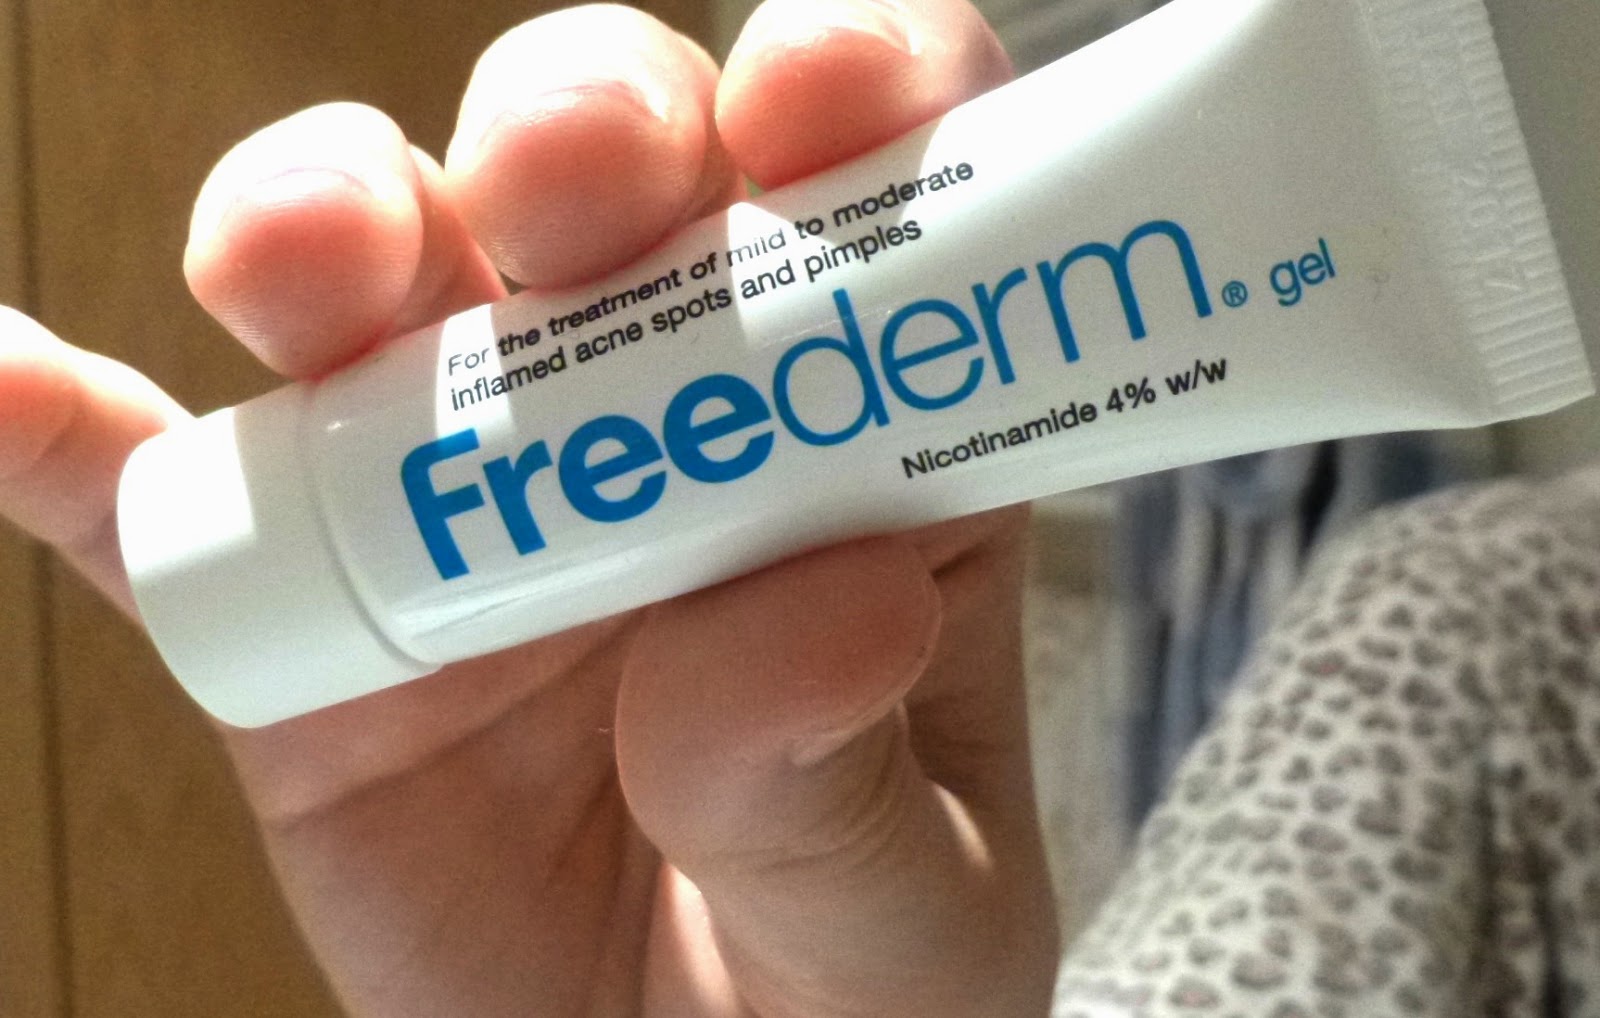 For the treatment of mild to moderate
inflamed acne spots and pimples
Freederm® gel
Nicotinamide 4% w/w